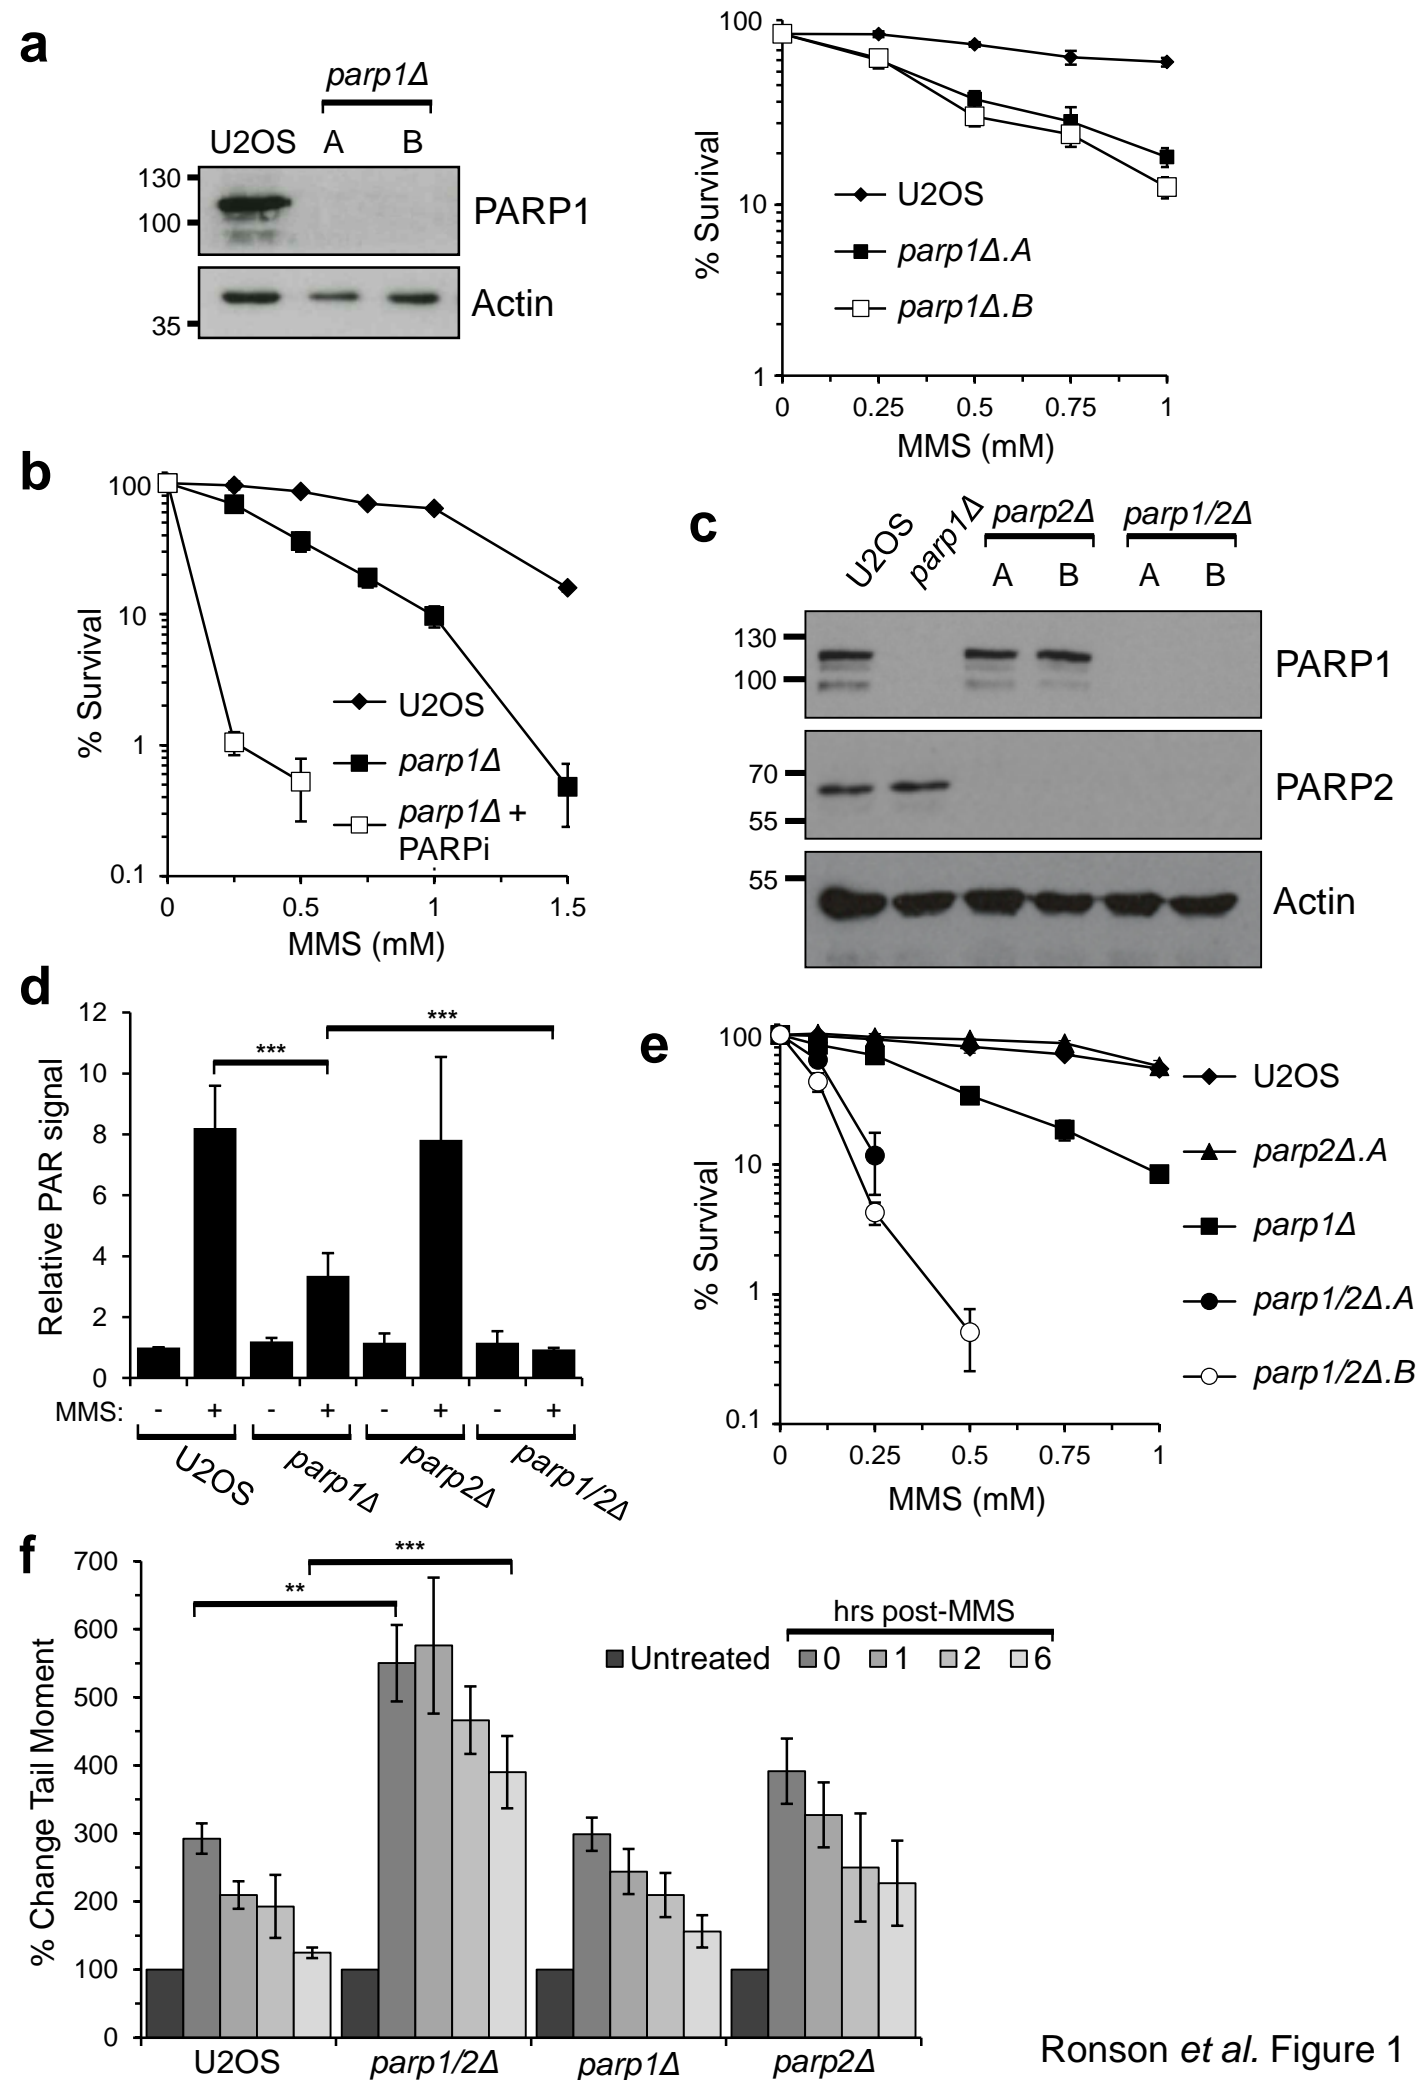 a
parp1Δ
U2OS A B
130
100
PARP1
35
Actin
100
10
1
% Survival
U2OS
parp1Δ.A
parp1Δ.B
0 0.25 0.5 0.75 1
MMS (mM)
b
100
10
1
0.1
% Survival
U2OS
parp1Δ
parp1Δ +
PARPi
0 0.5 1 1.5
MMS (mM)
c
U2OS parp1Δ parp2Δ parp1/2Δ
A B A B
130
100
PARP1
70
55
PARP2
55
Actin
d
12
10
8
6
4
2
0
Relative PAR signal
*** ***
MMS: - + - + - + - +
U2OS parp1Δ parp2Δ parp1/2Δ
e
100
10
1
0.1
% Survival
U2OS
parp2Δ.A
parp1Δ
parp1/2Δ.A
parp1/2Δ.B
0 0.25 0.5 0.75 1
MMS (mM)
f
700
600
500
400
300
200
100
0
% Change Tail Moment
** ***
hrs post-MMS
Untreated 0 1 2 6
U2OS parp1/2Δ parp1Δ parp2Δ
Ronson et al. Figure 1